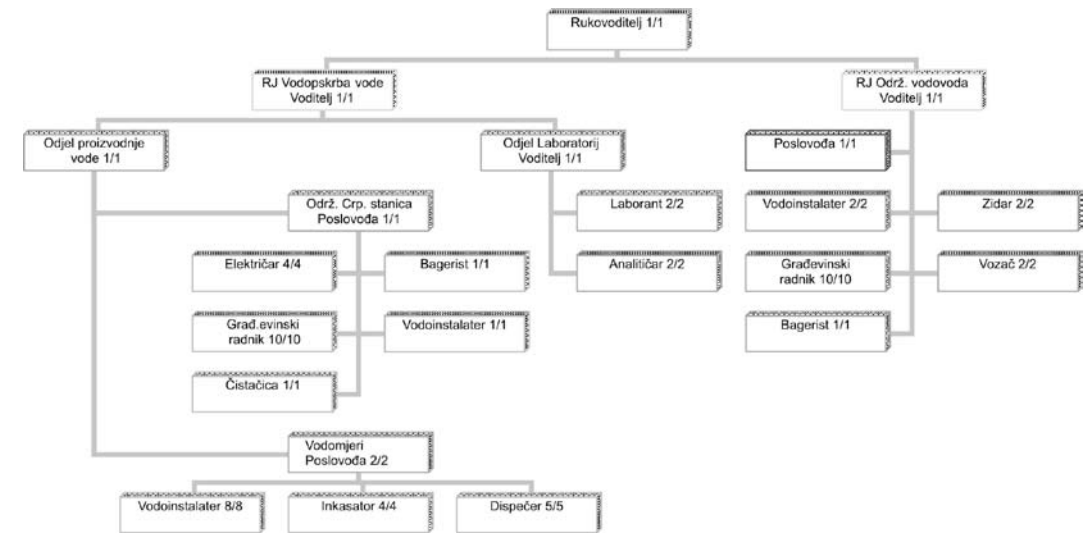 Rukovoditelj 1/1
RJ Vodopskrba vode
Voditelj 1/1
RJ Održ. vodovoda
Voditelj 1/1
Odjel proizvodnje
vode 1/1
Odjel Laboratorij
Voditelj 1/1
Poslovođa 1/1
Održ. Crp. stanica
Poslovođa 1/1
Laborant 2/2
Vodoinstalater 2/2
Zidar 2/2
Električar 4/4
Bagerist 1/1
Analitičar 2/2
Građevinski
radnik 10/10
Vozač 2/2
Građ.evinski
radnik 10/10
Vodoinstalater 1/1
Bagerist 1/1
Čistačica 1/1
Vodomjeri
Poslovođa 2/2
Vodoinstalater 8/8
Inkasator 4/4
Dispečer 5/5